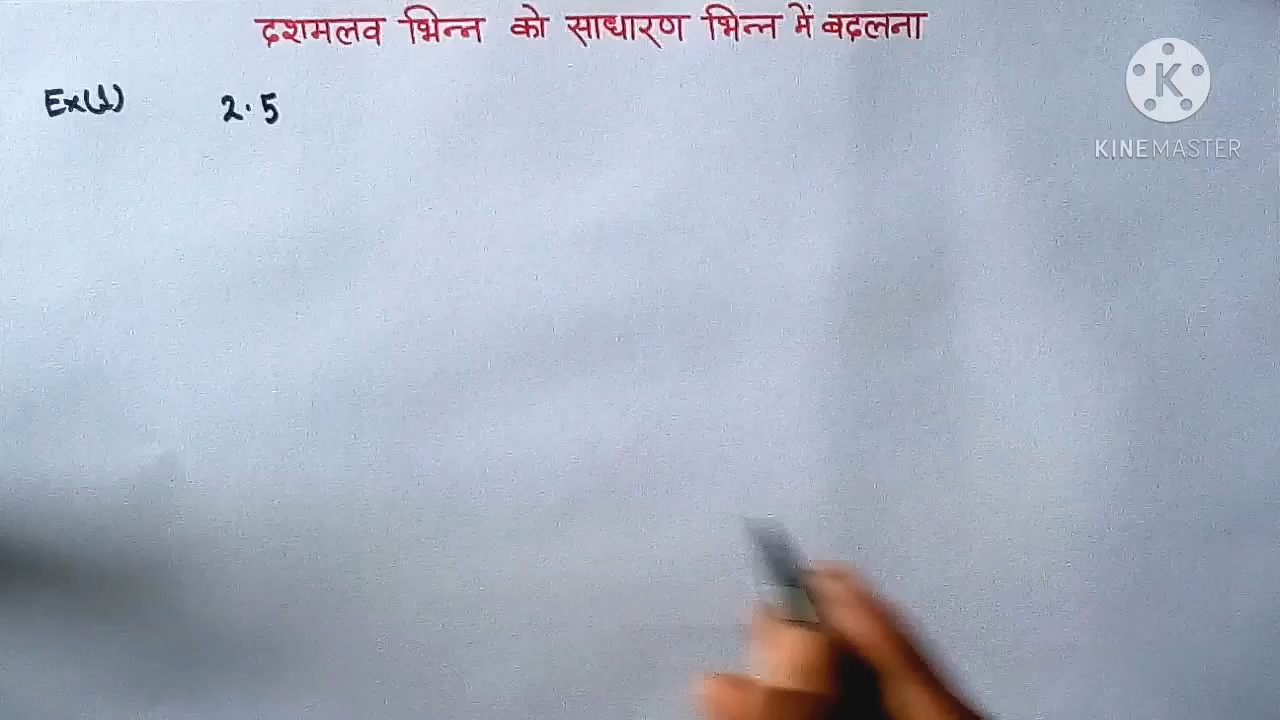 दशमलव भिन्न को साधारण भिन्न में बदलना
Ex(1) 2.5
K
KINEMASTER